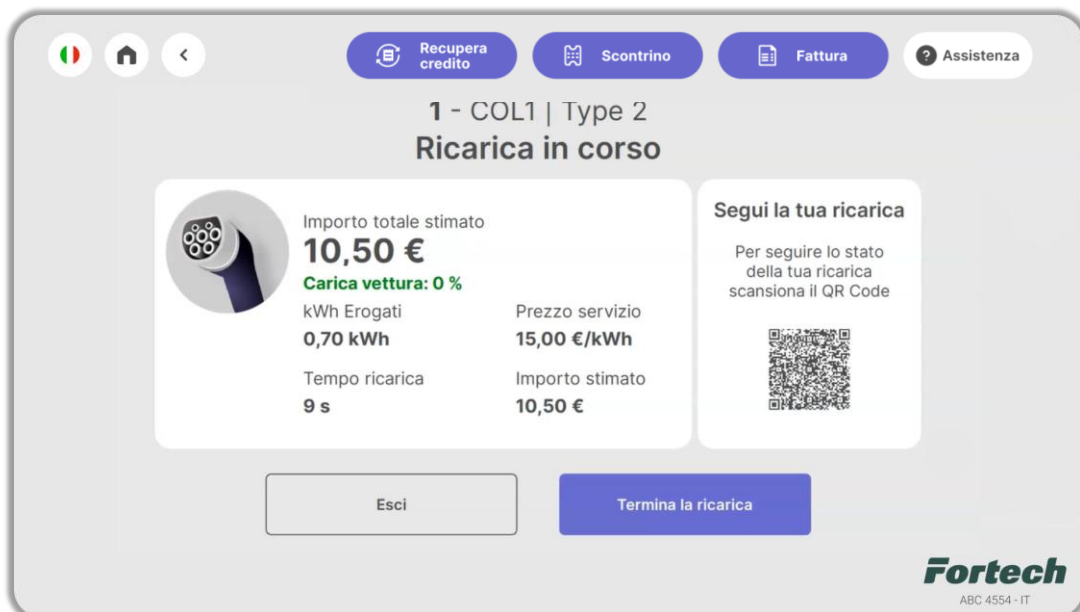 Recupera
credito
Scontrino
Fattura
Assistenza
1 - COL1 | Type 2
Ricarica in corso
Importo totale stimato
10,50 €
Carica vettura: 0 %
kWh Erogati
Prezzo servizio
0,70 kWh
15,00 €/kWh
Tempo ricarica
Importo stimato
9 s
10,50 €
Segui la tua ricarica
Per seguire lo stato
della tua ricarica
scansiona il QR Code
Esci
Termina la ricarica
Fortech
ABC 4554 - IT